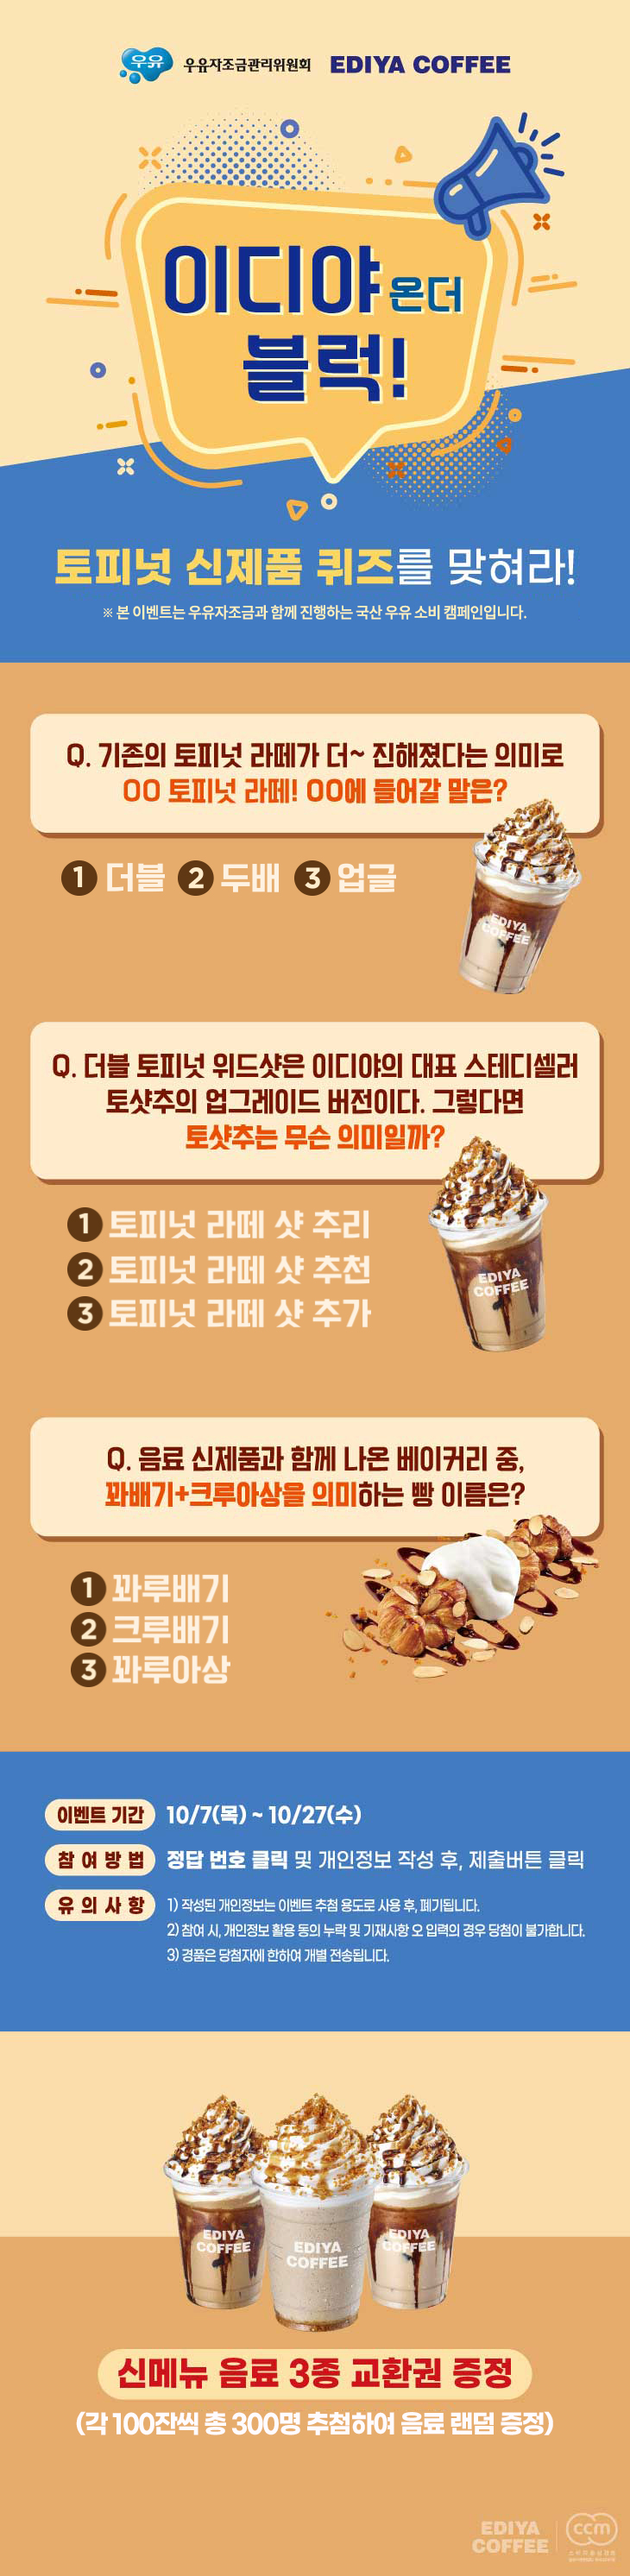 우유 우유자조금관리위원회 EDIYA COFFEE
이디야 온더
블럭!
토피넛 신제품 퀴즈를 맞혀라!
※ 본 이벤트는 우유자조금과 함께 진행하는 국산 우유 소비 캠페인입니다.
Q. 기존의 토피넛 라떼가 더~ 진해졌다는 의미로
OO 토피넛 라떼! OO에 들어갈 말은?
1 더블 2 두배 3 업글
EDIYA
COFFEE
Q. 더블 토피넛 위드샷은 이디야의 대표 스테디셀러
토샷추의 업그레이드 버전이다. 그렇다면
토샷추는 무슨 의미일까?
1 토피넛 라떼 샷 추리
2 토피넛 라떼 샷 추천
3 토피넛 라떼 샷 추가
EDIYA
COFFEE
Q. 음료 신제품과 함께 나온 베이커리 중,
꽈배기+크루아상을 의미하는 빵 이름은?
1 꽈루배기
2 크루배기
3 꽈루아상
이벤트 기간 10/7(목) ~ 10/27(수)
참여방법 정답 번호 클릭 및 개인정보 작성 후, 제출버튼 클릭
유의사항 1) 작성된 개인정보는 이벤트 추첨 용도로 사용 후, 폐기됩니다.
2) 참여 시, 개인정보 활용 동의 누락 및 기재사항 오 입력의 경우 당첨이 불가합니다.
3) 경품은 당첨자에 한하여 개별 전송됩니다.
EDIYA
COFFEE
EDIYA
COFFEE
EDIYA
COFFEE
신메뉴 음료 3종 교환권 증정
(각 100잔씩 총 300명 추첨하여 음료 랜덤 증정)
EDIYA
COFFEE
ccm